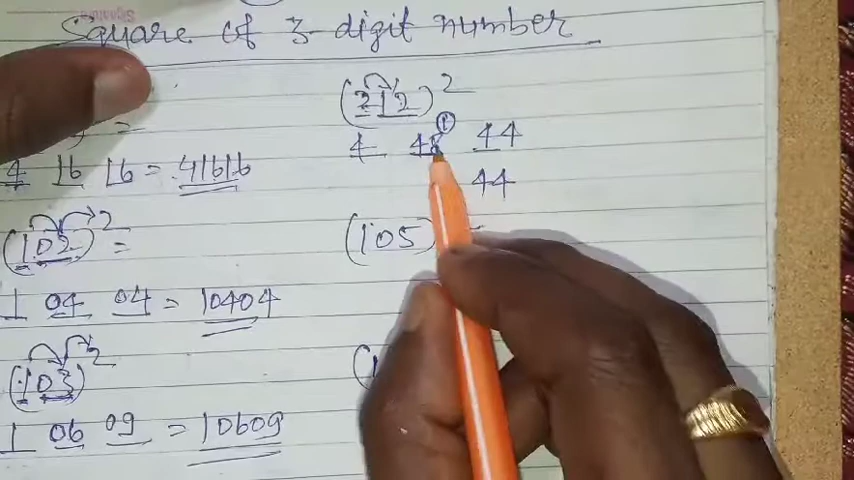 Square of 3-digit number
(212)²
=
4 48① 44
4 16 16 = 41616
44
(102)² =
(105)
1 04 04 = 10404
(103)²
1 06 09 = 10609